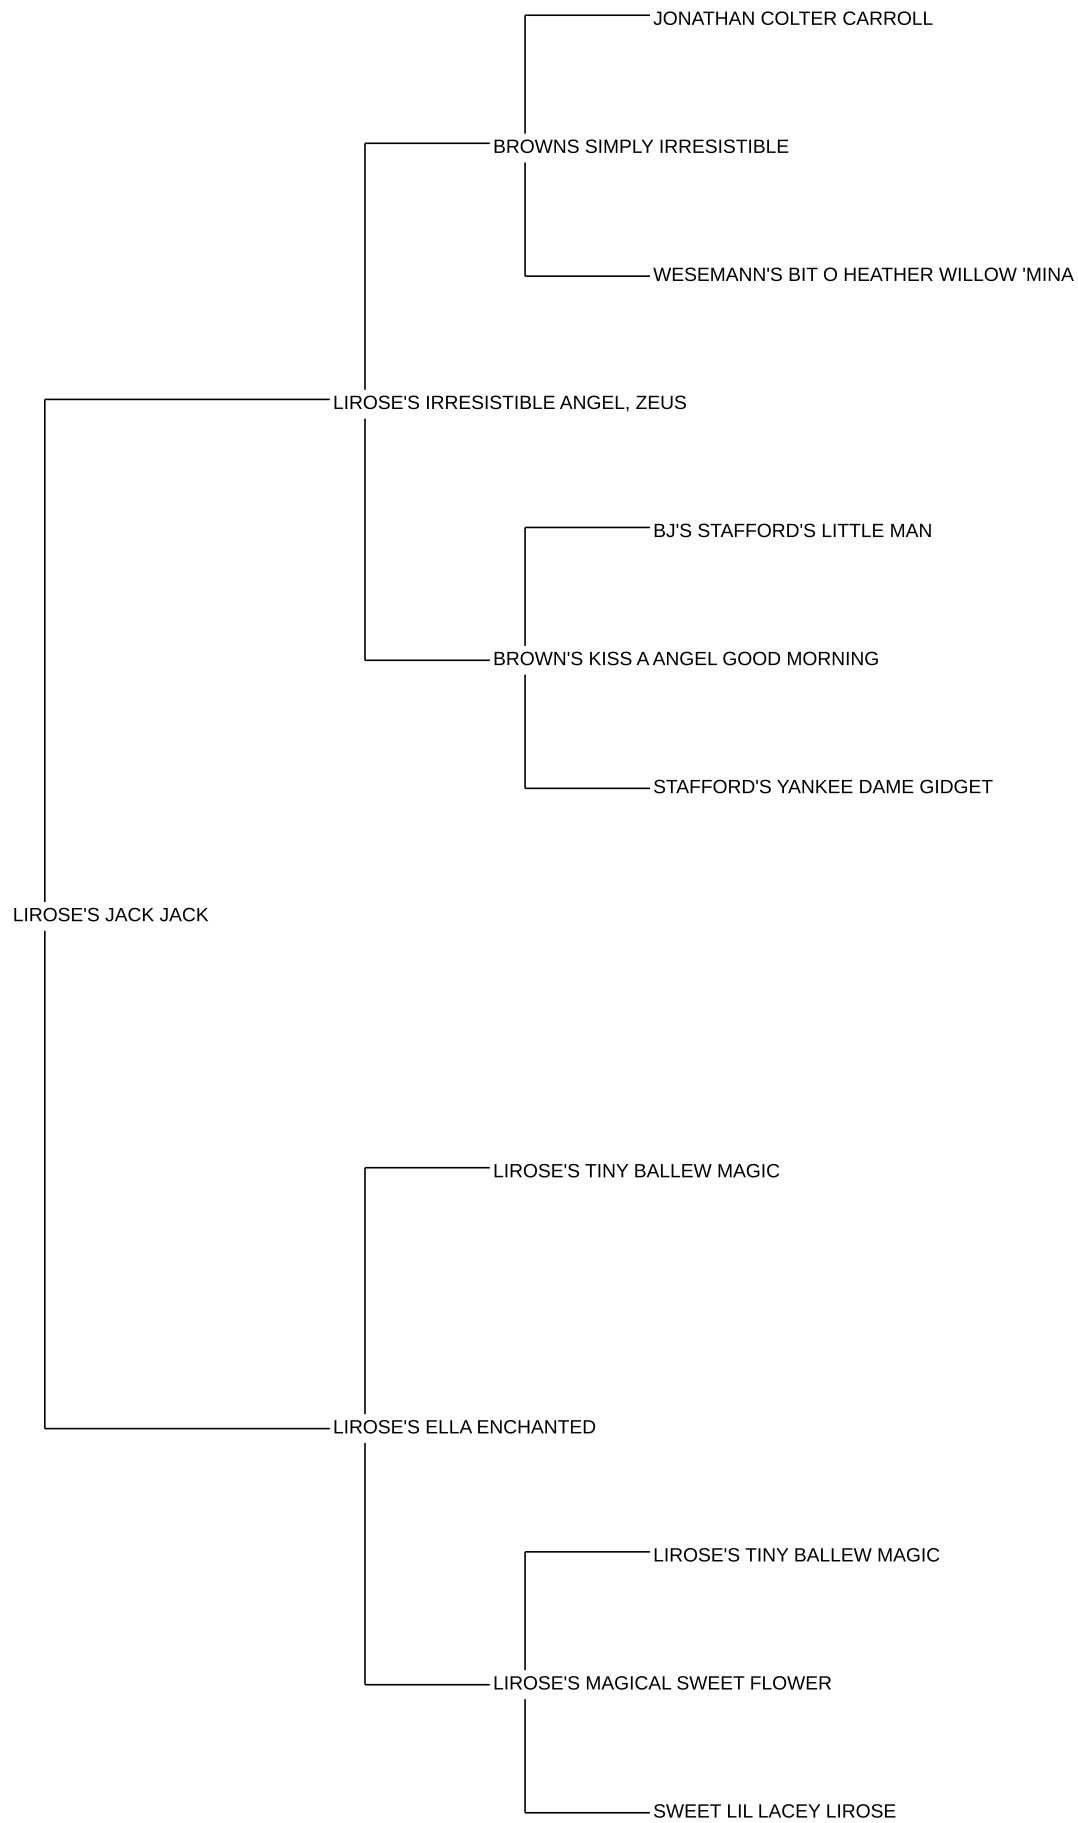 JONATHAN COLTER CARROLL
BROWNS SIMPLY IRRESISTIBLE
WESEMANN'S BIT O HEATHER WILLOW 'MINA
LIROSE'S IRRESISTIBLE ANGEL, ZEUS
BJ'S STAFFORD'S LITTLE MAN
BROWN'S KISS A ANGEL GOOD MORNING
STAFFORD'S YANKEE DAME GIDGET
LIROSE'S JACK JACK
LIROSE'S TINY BALLEW MAGIC
LIROSE'S ELLA ENCHANTED
LIROSE'S TINY BALLEW MAGIC
LIROSE'S MAGICAL SWEET FLOWER
SWEET LIL LACEY LIROSE